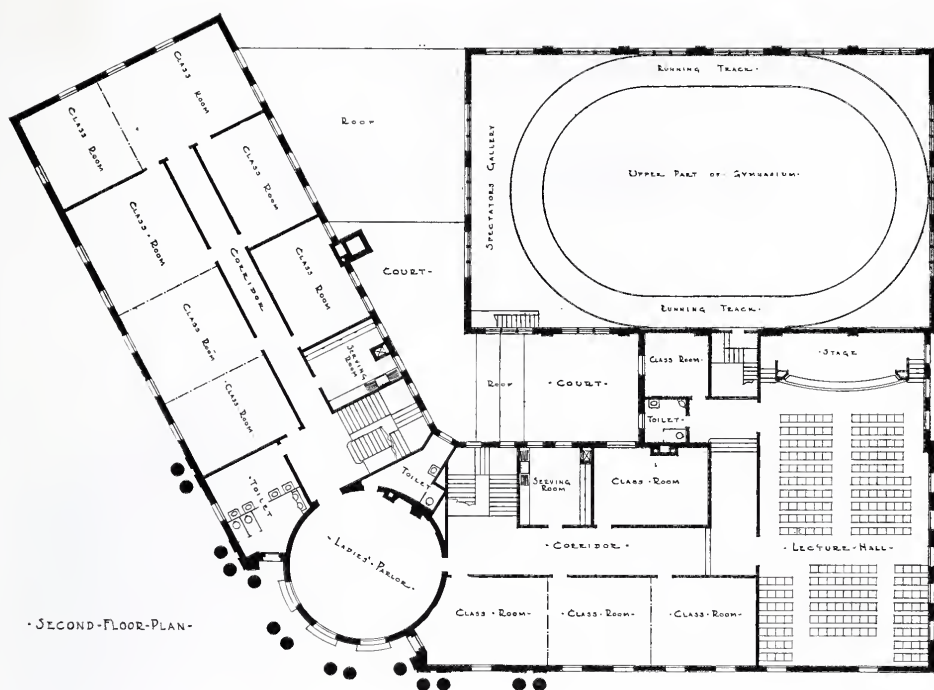 CLASS
ROOM
CLASS
ROOM
RUNNING TRACK-
ROOF
CLASS
ROOM
SPECTATORS GALLERY
UPPER PART OF-GYMNASIUM-
CLASS-ROOM
CORRIDOR
CLASS
ROOM
COURT-
RUNNING TRACK-
CLASS
ROOM
SERVING
ROOM
CLASS ROOM-
-STAGE
ROOF
-COURT-
CLASS ROOM
TOILET-
TOILET
-TOILET
SERVING
ROOM
CLASS-ROOM
-LADIES'-PARLOR-
-CORRIDOR
-LECTURE-HALL-
CLASS-ROOM-
-CLASS-ROOM-
-CLASS-ROOM-
-SECOND-FLOOR-PLAN-